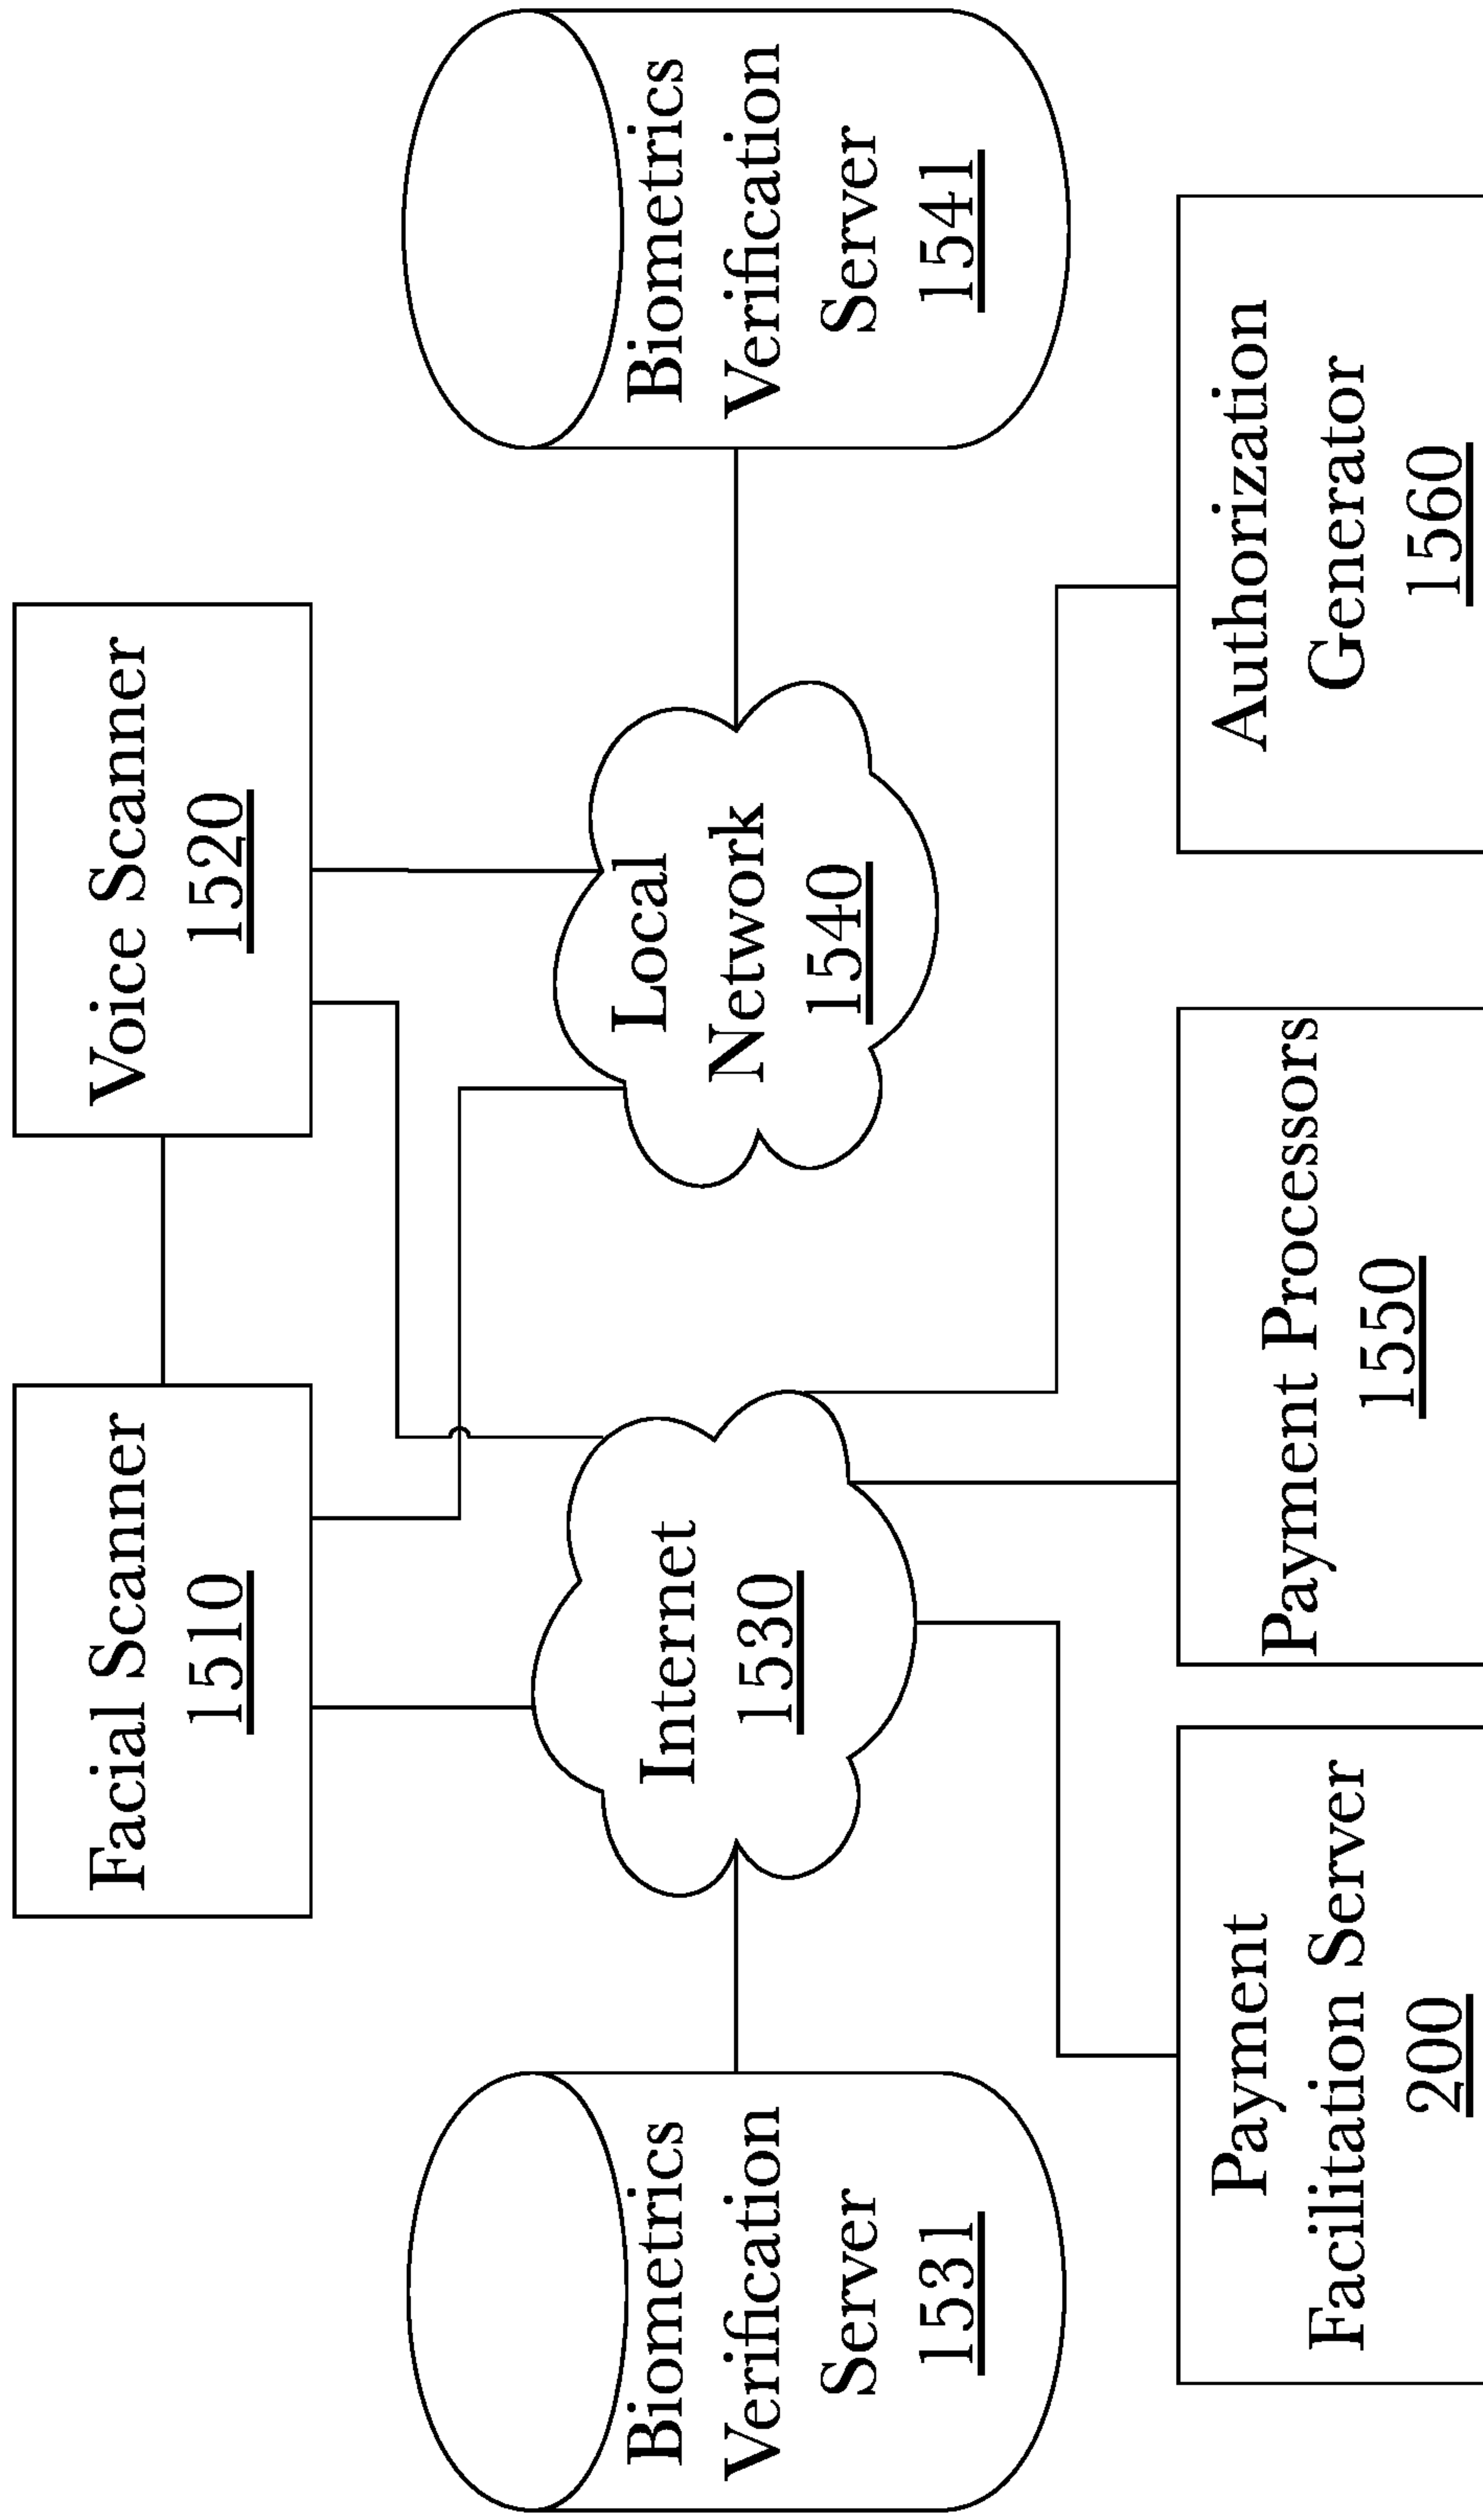 Facial Scanner
1510
Voice Scanner
1520
Biometrics
Verification
Server
1531
Internet
1530
Local
Network
1540
Biometrics
Verification
Server
1541
Payment
Facilitation Server
200
Payment Processors
1550
Authorization
Generator
1560